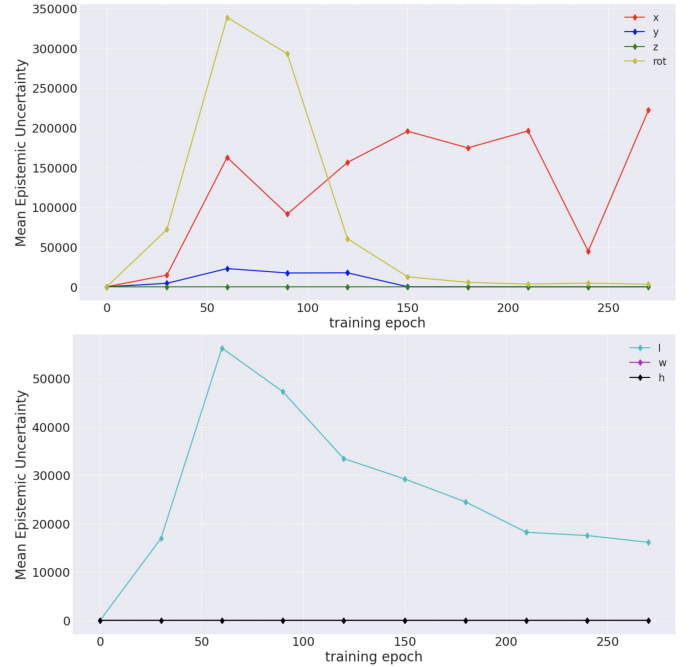 350000
300000
250000
200000
150000
100000
50000
0
Mean Epistemic Uncertainty
x
y
z
rot
0 50 100 150 200 250
training epoch
50000
40000
30000
20000
10000
0
Mean Epistemic Uncertainty
l
w
h
0 50 100 150 200 250
training epoch